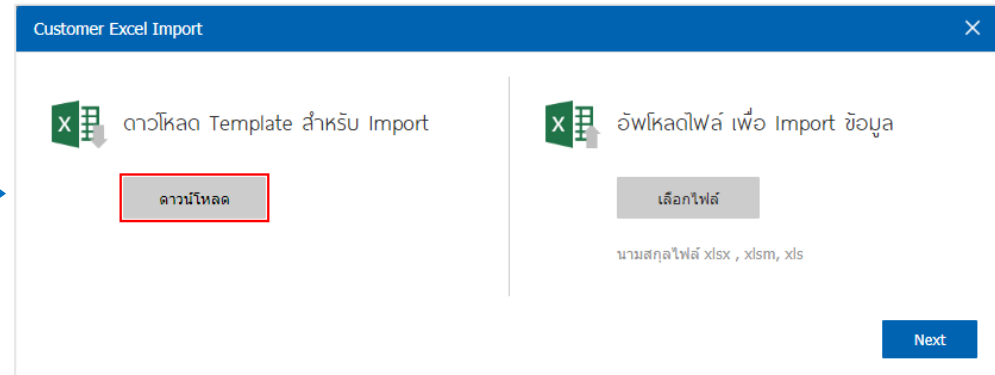 Customer Excel Import
ดาวโหลด Template สำหรับ Import
ดาวน์โหลด
อัพโหลดไฟล์ เพื่อ Import ข้อมูล
เลือกไฟล์
นามสกุลไฟล์ xlsx , xlsm, xls
Next